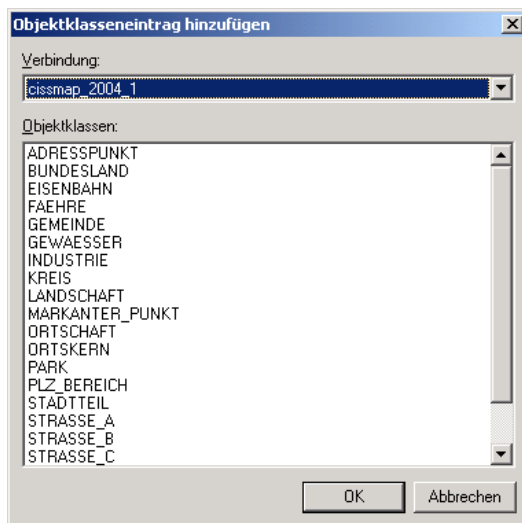 Objektklasseneintrag hinzufügen
Verbindung:
cissmap_2004_1
Objektklassen:
ADRESSPUNKT
BUNDESLAND
EISENBAHN
FAEHRE
GEMEINDE
GEWAESSER
INDUSTRIE
KREIS
LANDSCHAFT
MARKANTER_PUNKT
ORTSCHAFT
ORTSKERN
PARK
PLZ_BEREICH
STADTTEIL
STRASSE_A
STRASSE_B
STRASSE_C
OK Abbrechen